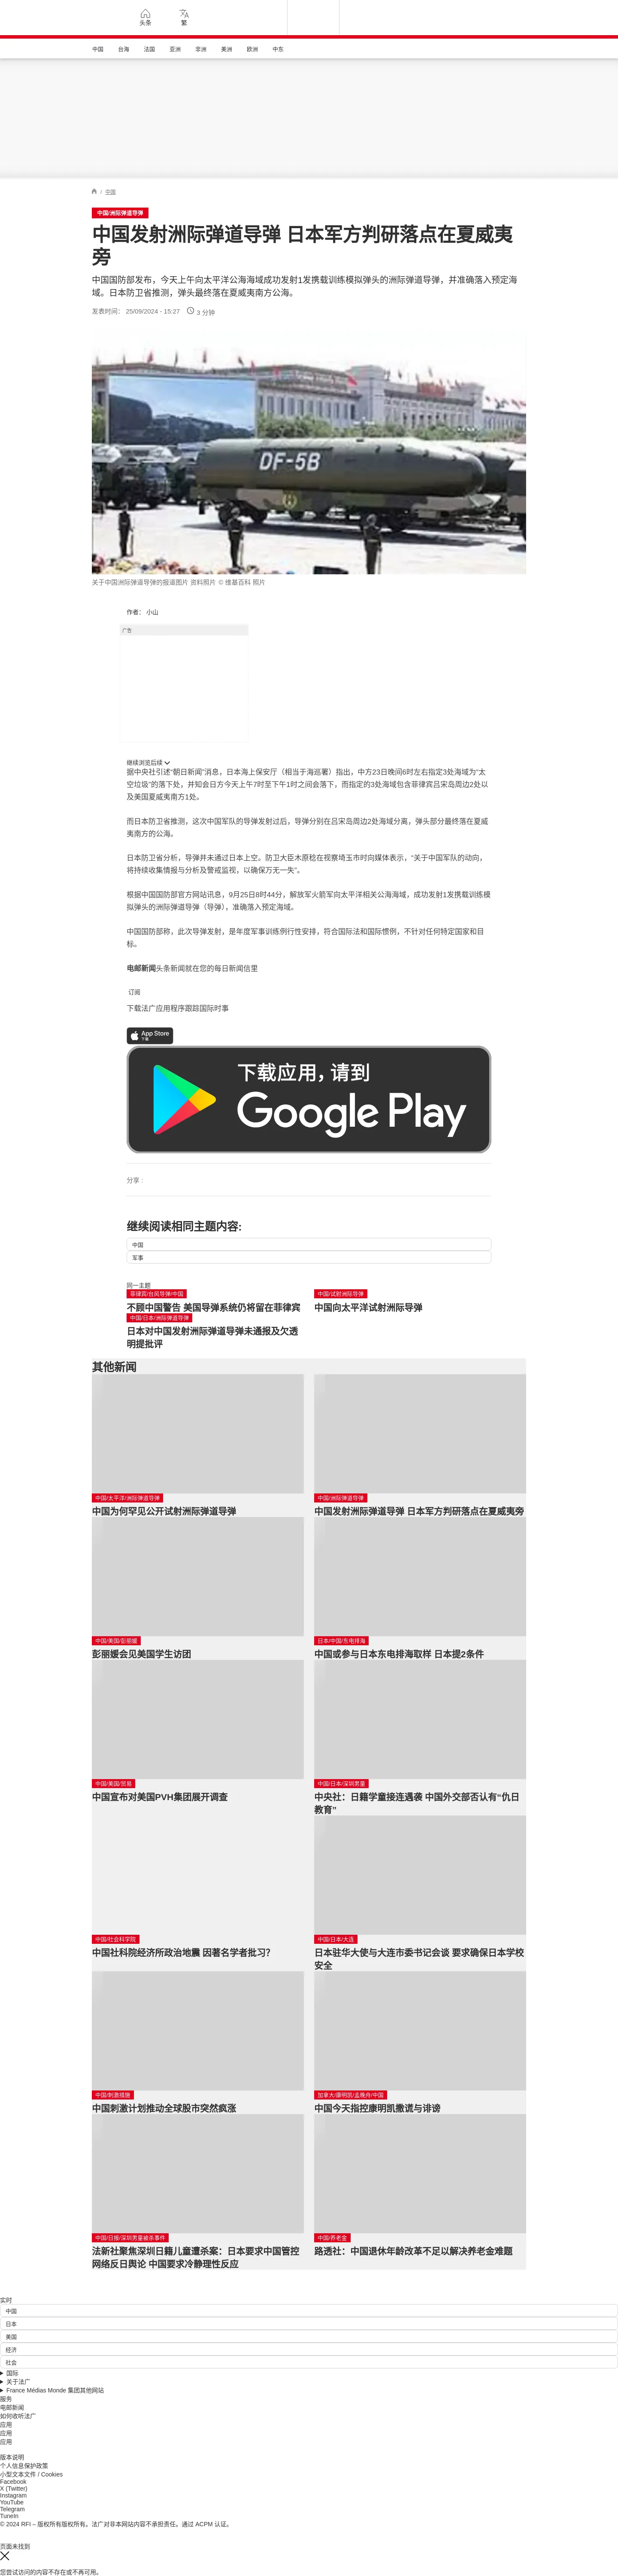 头条
繁
中国
台海
法国
亚洲
非洲
美洲
欧洲
中东
/ 中国
中国/洲际弹道导弹
中国发射洲际弹道导弹 日本军方判研落点在夏威夷
旁
中国国防部发布，今天上午向太平洋公海海域成功发射1发携载训练模拟弹头的洲际弹道导弹，并准确落入预定海
域。日本防卫省推测，弹头最终落在夏威夷南方公海。
发表时间： 25/09/2024 - 15:27
3 分钟
DF-5B
关于中国洲际弹道导弹的报道图片 资料照片 © 维基百科 照片
作者： 小山
广告
继续浏览后续
据中央社引述“朝日新闻”消息，日本海上保安厅（相当于海巡署）指出，中方23日晚间6时左右指定3处海域为“太
空垃圾”的落下处，并知会日方今天上午7时至下午1时之间会落下，而指定的3处海域包含菲律宾吕宋岛周边2处以
及美国夏威夷南方1处。
而日本防卫省推测，这次中国军队的导弹发射过后，导弹分别在吕宋岛周边2处海域分离，弹头部分最终落在夏威
夷南方的公海。
日本防卫省分析，导弹并未通过日本上空。防卫大臣木原稔在视察埼玉市时向媒体表示，“关于中国军队的动向，
将持续收集情报与分析及警戒监视，以确保万无一失”。
根据中国国防部官方网站讯息，9月25日8时44分，解放军火箭军向太平洋相关公海海域，成功发射1发携载训练模
拟弹头的洲际弹道导弹（导弹），准确落入预定海域。
中国国防部称，此次导弹发射，是年度军事训练例行性安排，符合国际法和国际惯例，不针对任何特定国家和目
标。
电邮新闻头条新闻就在您的每日新闻信里
订阅
下载法广应用程序跟踪国际时事
App Store
下载
下载应用，请到
Google Play
分享 :
继续阅读相同主题内容:
中国
军事
同一主题
菲律宾/台风导弹/中国
不顾中国警告 美国导弹系统仍将留在菲律宾
中国/试射洲际导弹
中国向太平洋试射洲际导弹
中国/日本/洲际弹道导弹
日本对中国发射洲际弹道导弹未通报及欠透
明提批评
其他新闻
中国/太平洋/洲际弹道导弹
中国为何罕见公开试射洲际弹道导弹
中国/洲际弹道导弹
中国发射洲际弹道导弹 日本军方判研落点在夏威夷旁
中国/美国/彭丽媛
彭丽媛会见美国学生访团
日本/中国/东电排海
中国或参与日本东电排海取样 日本提2条件
中国/美国/贸易
中国宣布对美国PVH集团展开调查
中国/日本/深圳男童
中央社：日籍学童接连遇袭 中国外交部否认有“仇日
教育”
中国/社会科学院
中国社科院经济所政治地震 因著名学者批习？
中国/日本/大连
日本驻华大使与大连市委书记会谈 要求确保日本学校
安全
中国/刺激措施
中国刺激计划推动全球股市突然疯涨
加拿大/康明凯/孟晚舟/中国
中国今天指控康明凯撒谎与诽谤
中国/日报/深圳男童被杀事件
法新社聚焦深圳日籍儿童遭杀案：日本要求中国管控
网络反日舆论 中国要求冷静理性反应
中国/养老金
路透社：中国退休年龄改革不足以解决养老金难题
实时
中国
日本
美国
经济
社会
国际
关于法广
France Médias Monde 集团其他网站
服务
电邮新闻
如何收听法广
应用
应用
应用
版本说明
个人信息保护政策
小型文本文件 / Cookies
Facebook
X (Twitter)
Instagram
YouTube
Telegram
TuneIn
© 2024 RFI – 版权所有版权所有。法广对非本网站内容不承担责任。通过 ACPM 认证。
页面未找到
您尝试访问的内容不存在或不再可用。